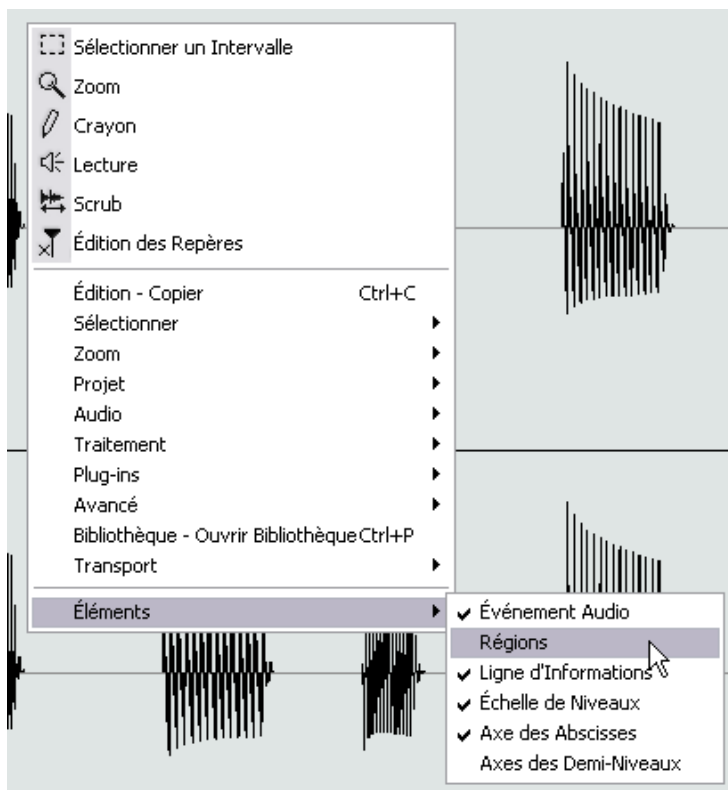 Sélectionner un Intervalle
Zoom
Crayon
Lecture
Scrub
Édition des Repères
Édition - Copier Ctrl+C
Sélectionner
Zoom
Projet
Audio
Traitement
Plug-ins
Avancé
Bibliothèque - Ouvrir Bibliothèque Ctrl+P
Transport
Éléments
Événement Audio
Régions
Ligne d'Informations
Échelle de Niveaux
Axe des Abscisses
Axes des Demi-Niveaux